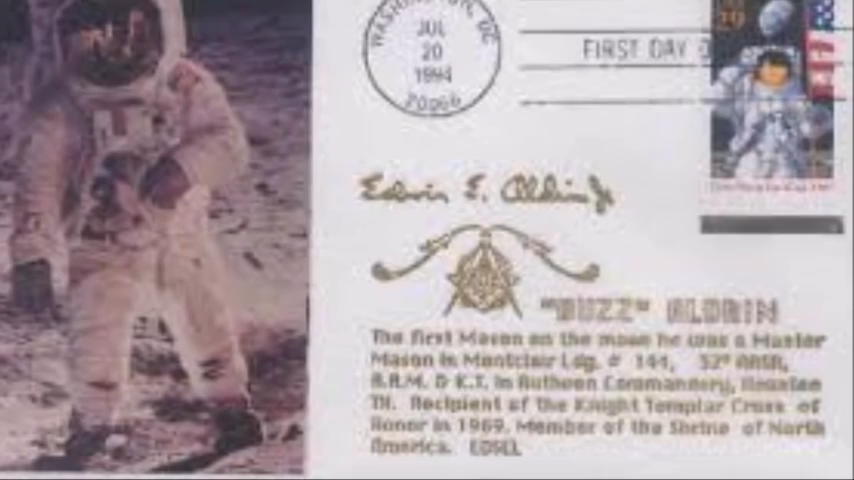 WASHINGTON, DC
JUL
20
1994
20066
FIRST DAY O
Edwin E. Aldrin Jr
"BUZZ" ALDRIN
The first Mason on the moon he was a Master
Mason in Montclair Ldg. # 144, 32° AASR,
R.A.M. & K.T. in Ruthven Commandery, Houston
TX. Recipient of the Knight Templar Cross of
Honor in 1969. Member of the Shrine of North
America. EDSEL